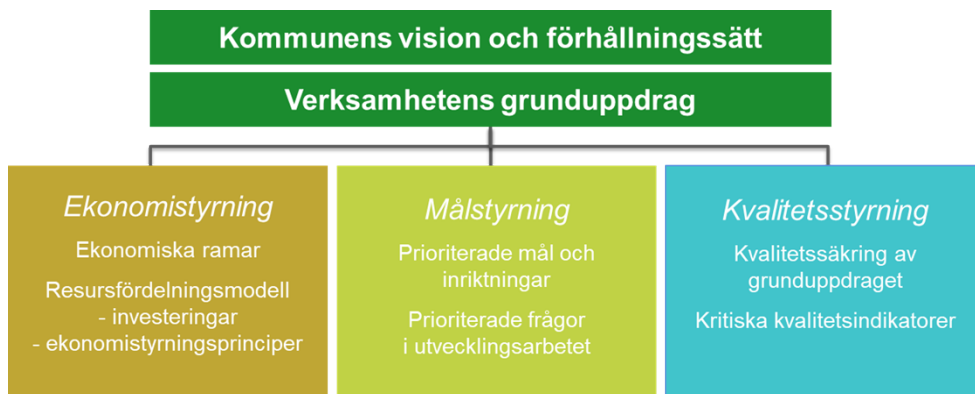 Kommunens vision och förhållningssätt
Verksamhetens grunduppdrag
Ekonomistyrning
Ekonomiska ramar
Resursfördelningsmodell
- investeringar
- ekonomistyrningsprinciper
Målstyrning
Prioriterade mål och
inriktningar
Prioriterade frågor
i utvecklingsarbetet
Kvalitetsstyrning
Kvalitetssäkring av
grunduppdraget
Kritiska kvalitetsindikatorer